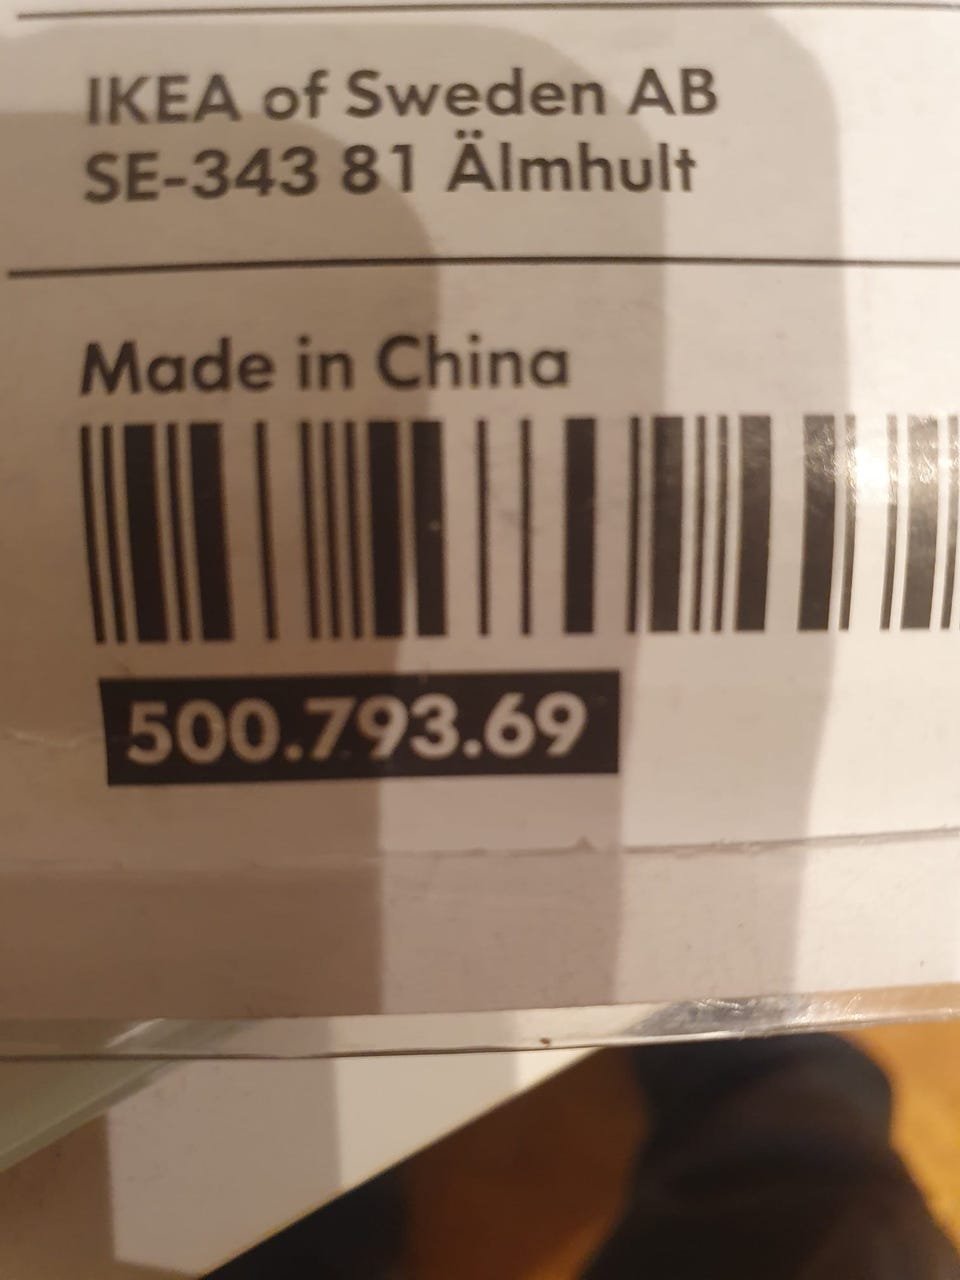 IKEA of Sweden AB
SE-343 81 Älmhult
Made in China
500.793.69